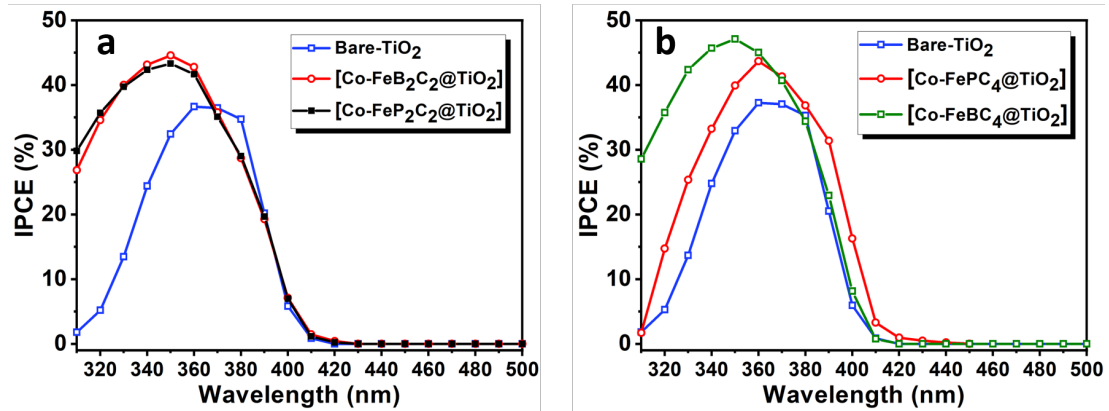 a
Bare-TiO₂
[Co-FeB₂C₂@TiO₂]
[Co-FeP₂C₂@TiO₂]
IPCE (%)
50
40
30
20
10
0
320 340 360 380 400 420 440 460 480 500
Wavelength (nm)
b
Bare-TiO₂
[Co-FePC₄@TiO₂]
[Co-FeBC₄@TiO₂]
IPCE (%)
50
40
30
20
10
0
320 340 360 380 400 420 440 460 480 500
Wavelength (nm)